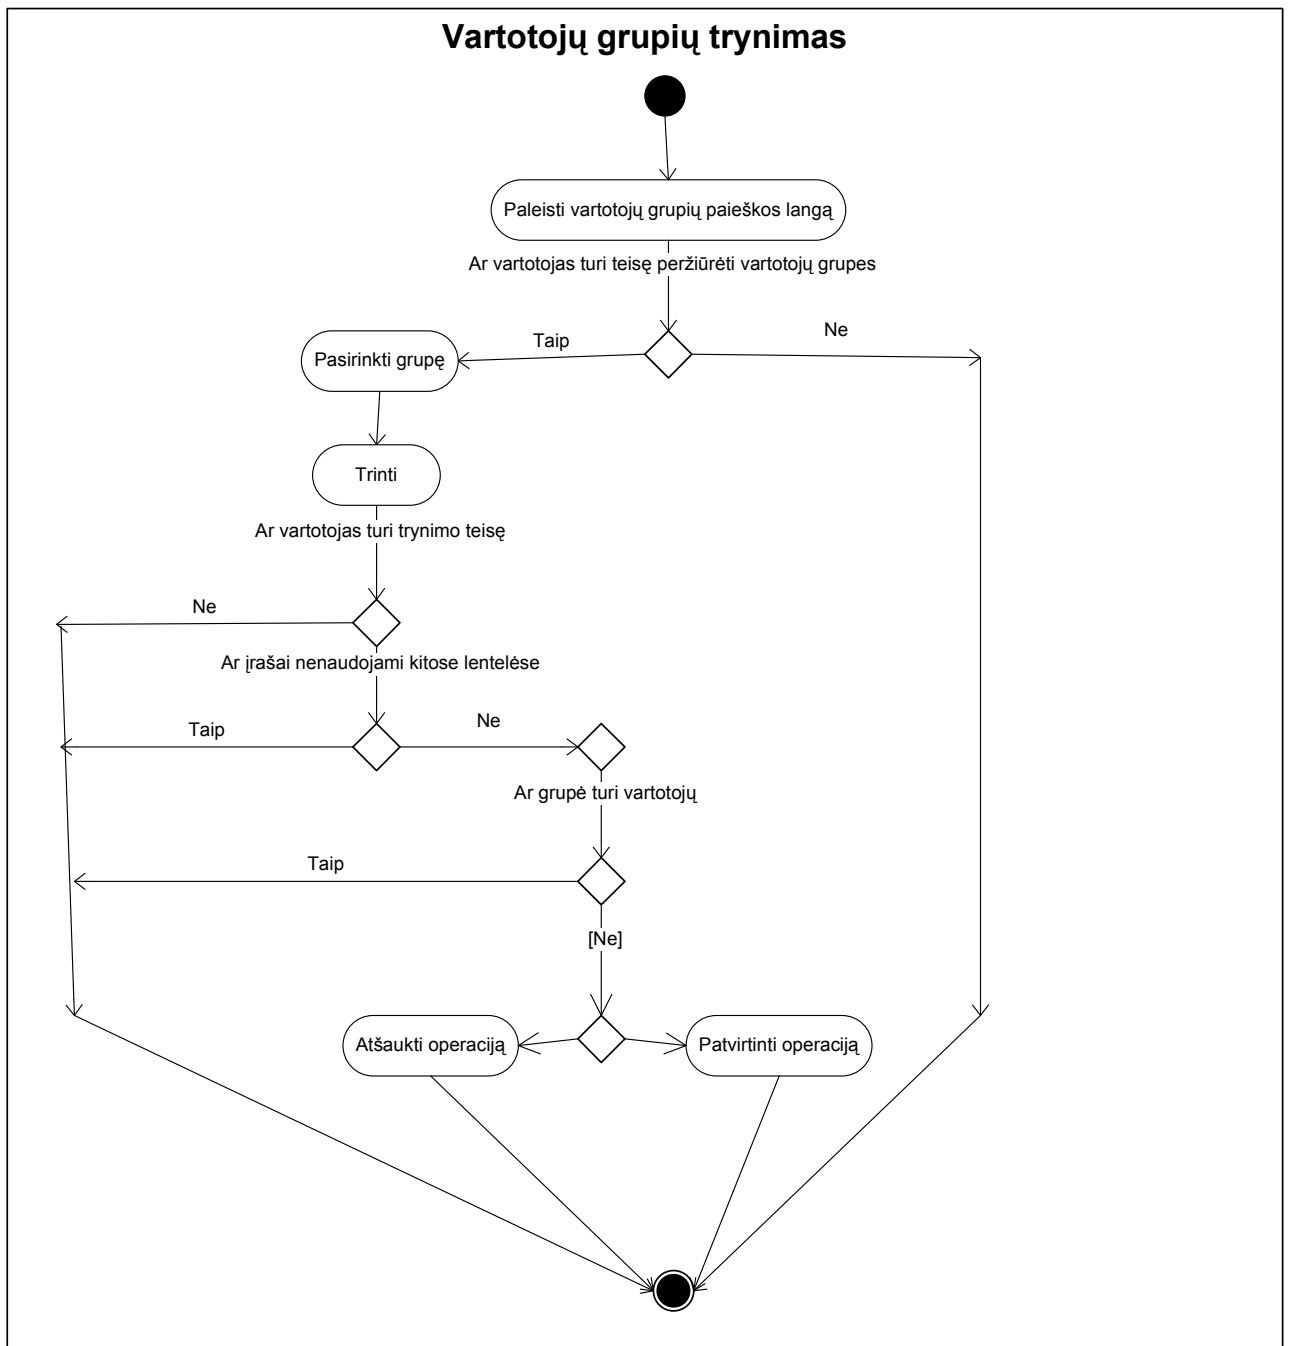 Vartotojų grupių trynimas
Paleisti vartotojų grupių paieškos langą
Ar vartotojas turi teisę peržiūrėti vartotojų grupes
Taip
Ne
Pasirinkti grupę
Trinti
Ar vartotojas turi trynimo teisę
Ne
Ar įrašai nenaudojami kitose lentelėse
Taip
Ne
Ar grupė turi vartotojų
Taip
[Ne]
Atšaukti operaciją
Patvirtinti operaciją